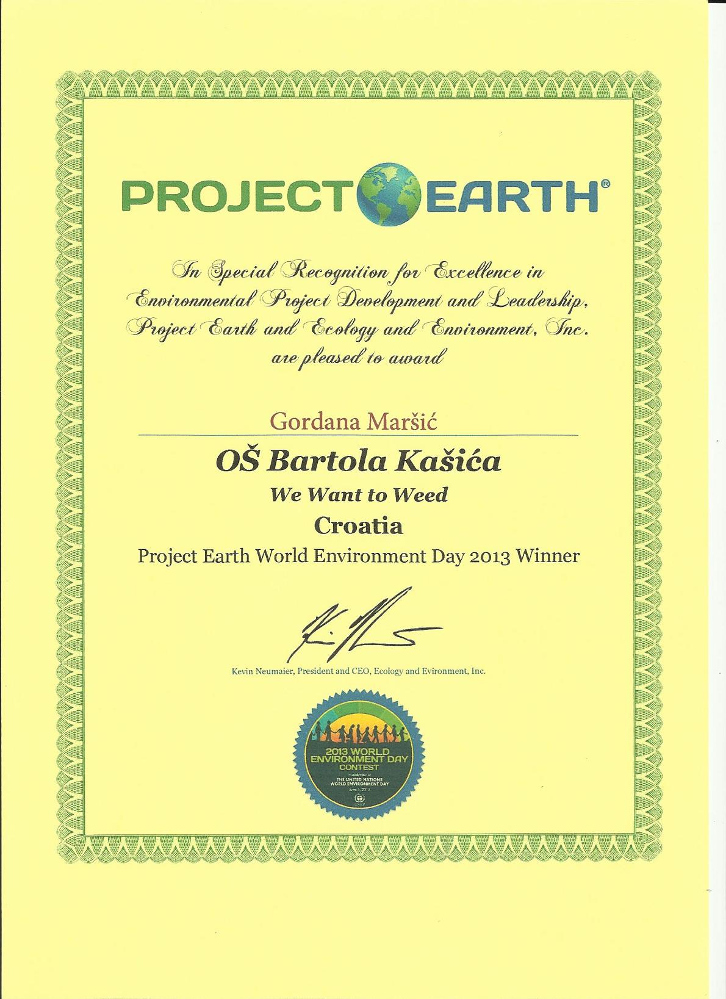 PROJECT EARTH®
In Special Recognition for Excellence in
Environmental Project Development and Leadership,
Project Earth and Ecology and Environment, Inc.
are pleased to award
Gordana Maršić
OŠ Bartola Kašića
We Want to Weed
Croatia
Project Earth World Environment Day 2013 Winner
Kevin Neumaier, President and CEO, Ecology and Evironment, Inc.
2013 WORLD
ENVIRONMENT DAY
CONTEST
In celebration of
THE UNITED NATIONS
WORLD ENVIRONMENT DAY
June 5, 2013
UNEP